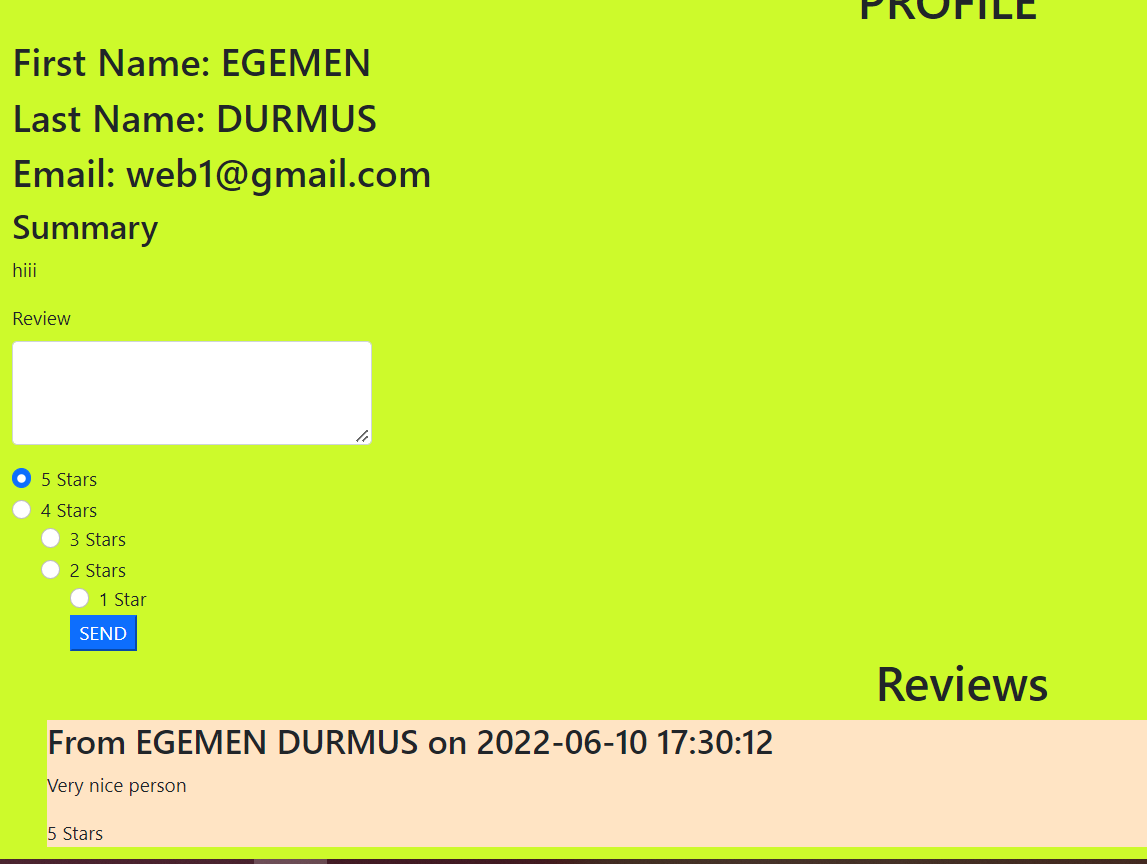 PROFILE
First Name: EGEMEN
Last Name: DURMUS
Email: web1@gmail.com
Summary
hiii
Review
5 Stars
4 Stars
3 Stars
2 Stars
1 Star
SEND
Reviews
From EGEMEN DURMUS on 2022-06-10 17:30:12
Very nice person
5 Stars